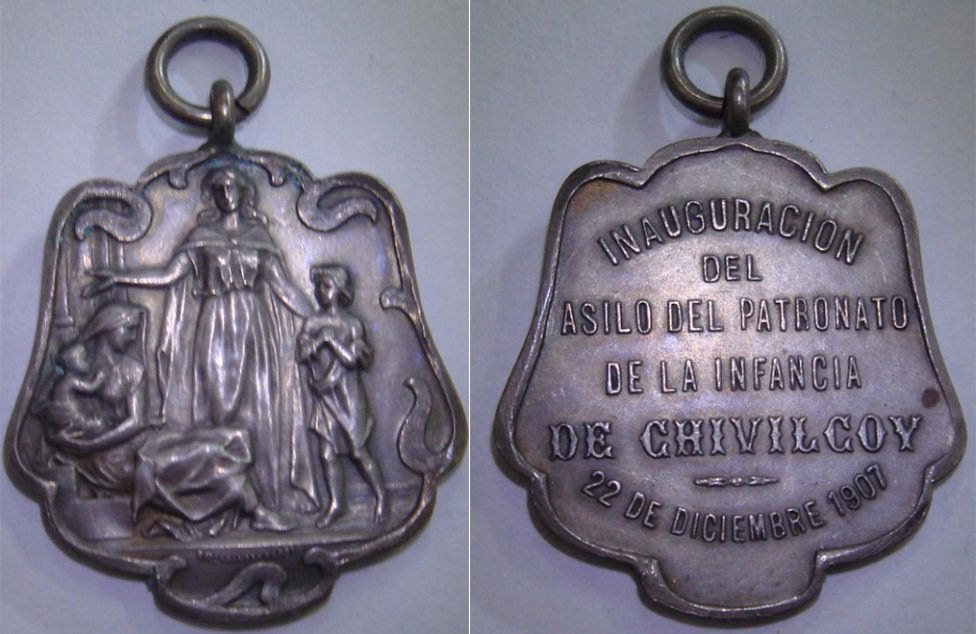 INAUGURACION
DEL
ASILO DEL PATRONATO
DE LA INFANCIA
DE CHIVILCOY
22 DE DICIEMBRE 1907